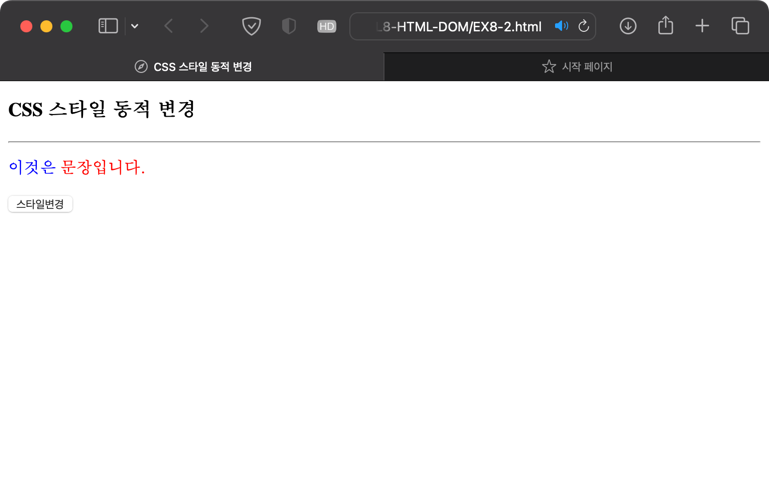 HD
L8-HTML-DOM/EX8-2.html
CSS 스타일 동적 변경
시작 페이지
CSS 스타일 동적 변경
이것은 문장입니다.
스타일변경